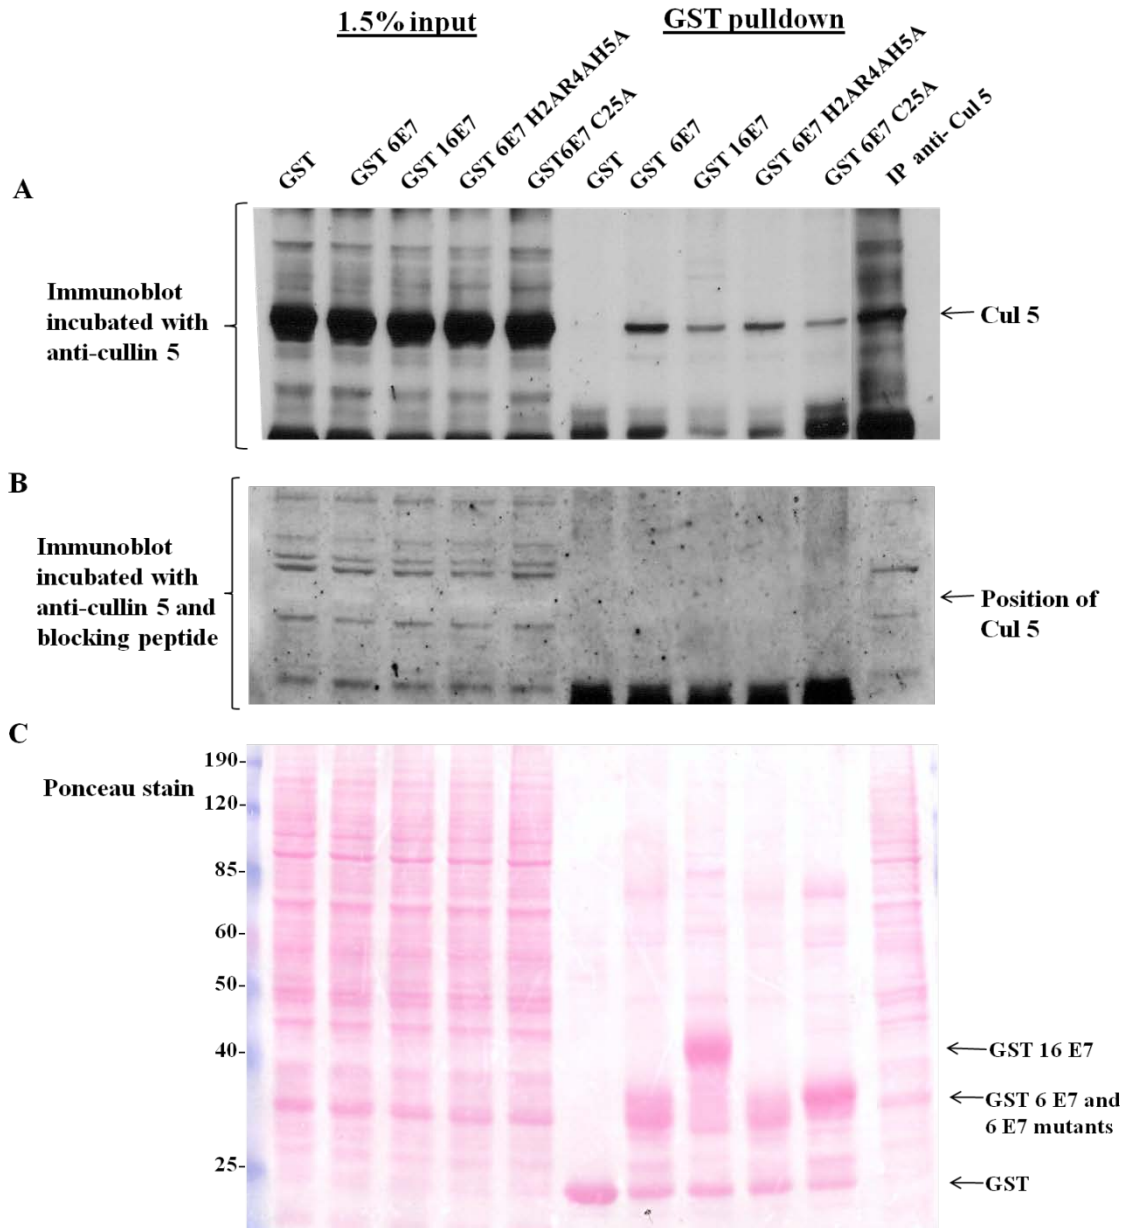 1.5% input
GST pulldown
GST
GST 6E7
GST 16E7
GST 6E7 H2AR4AH5A
GST6E7 C25A
GST
GST 6E7
GST 16E7
GST 6E7 H2AR4AH5A
GST 6E7 C25A
IP anti- Cul 5
A
Immunoblot
incubated with
anti-cullin 5
Cul 5
B
Immunoblot
incubated with
anti-cullin 5 and
blocking peptide
Position of
Cul 5
C
Ponceau stain
190-
120-
85-
60-
50-
40-
25-
GST 16 E7
GST 6 E7 and
6 E7 mutants
GST